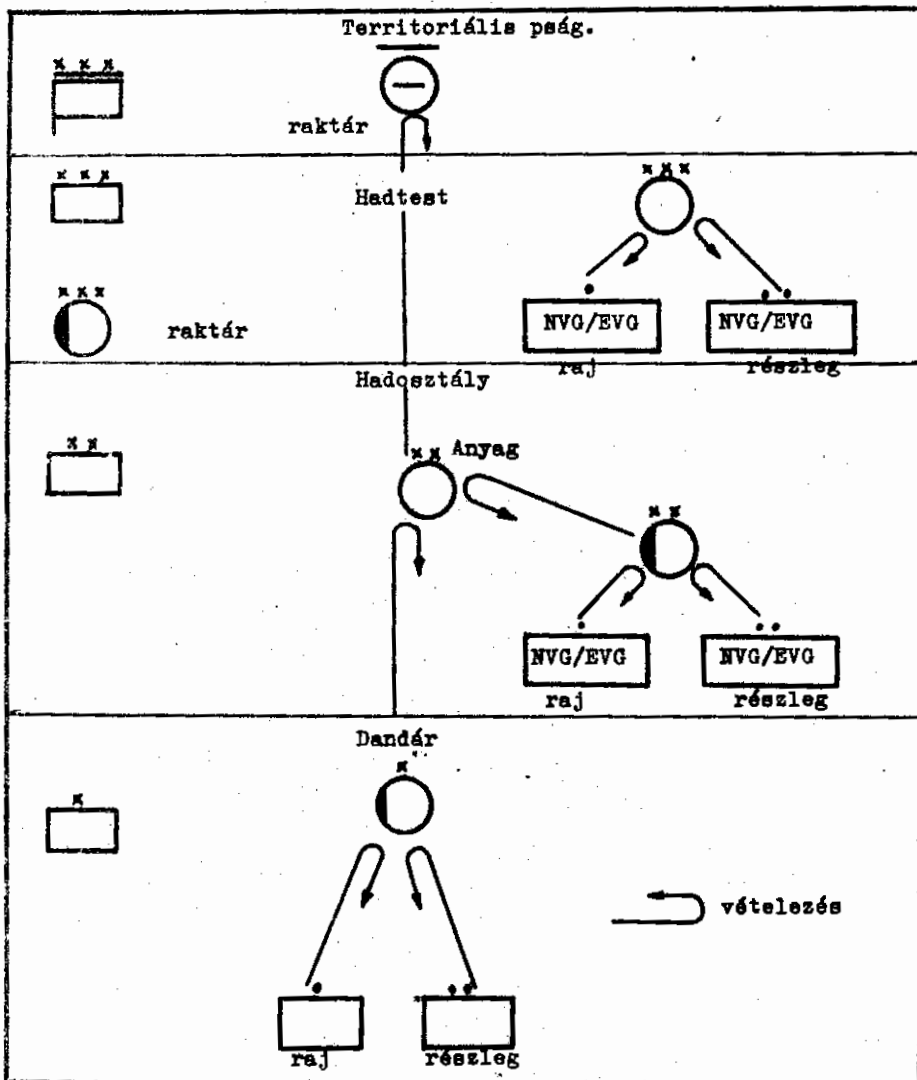 Territoriális pság.
raktár
Hadtest
raktár
NVG/EVG
NVG/EVG
raj
részleg
Hadosztály
Anyag
NVG/EVG
NVG/EVG
raj
részleg
Dandár
vételezés
raj
részleg